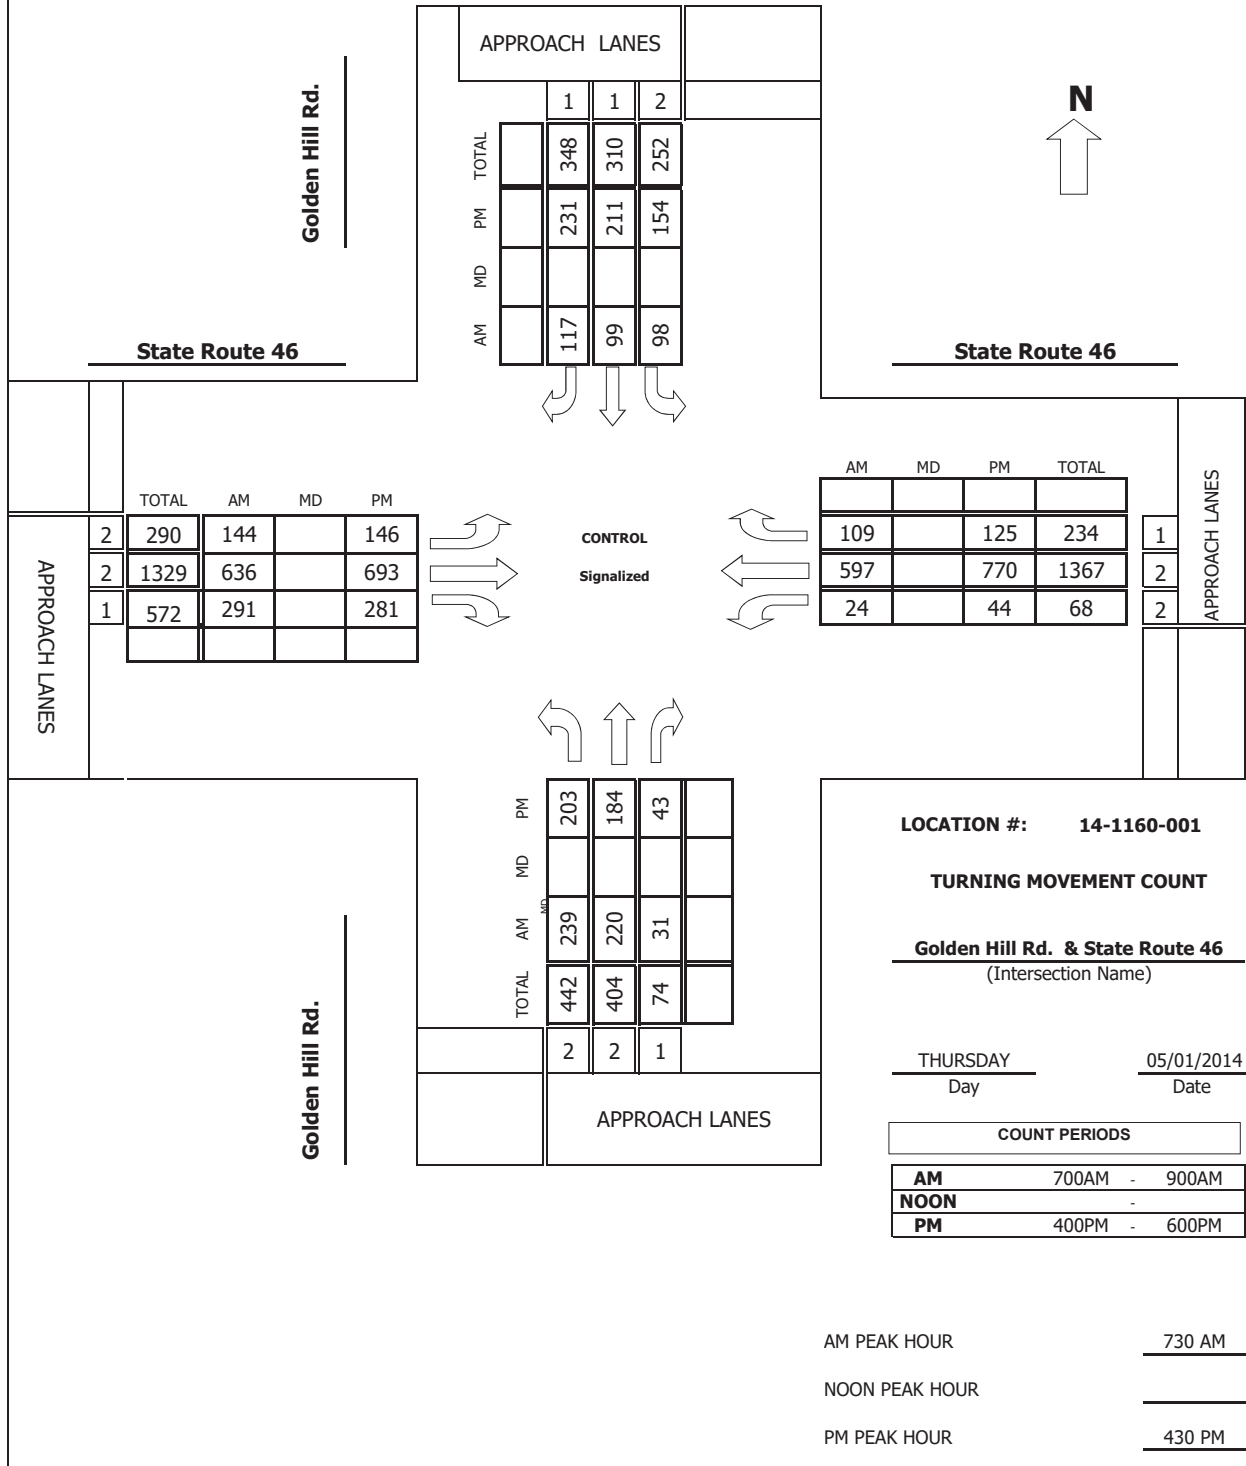 APPROACH LANES
1 1 2
Golden Hill Rd.
N
TOTAL 348 310 252
PM 231 211 154
MD
AM 117 99 98
State Route 46
State Route 46
TOTAL AM MD PM
2 290 144 146
2 1329 636 693
1 572 291 281
APPROACH LANES
CONTROL
Signalized
AM MD PM TOTAL
109 125 234 1
597 770 1367 2
24 44 68 2
APPROACH LANES
PM 203 184 43
MD
MD
AM 239 220 31
TOTAL 442 404 74
2 2 1
APPROACH LANES
Golden Hill Rd.
LOCATION #: 14-1160-001
TURNING MOVEMENT COUNT
Golden Hill Rd. & State Route 46
(Intersection Name)
THURSDAY 05/01/2014
Day Date
COUNT PERIODS
AM 700AM - 900AM
NOON -
PM 400PM - 600PM
AM PEAK HOUR 730 AM
NOON PEAK HOUR
PM PEAK HOUR 430 PM